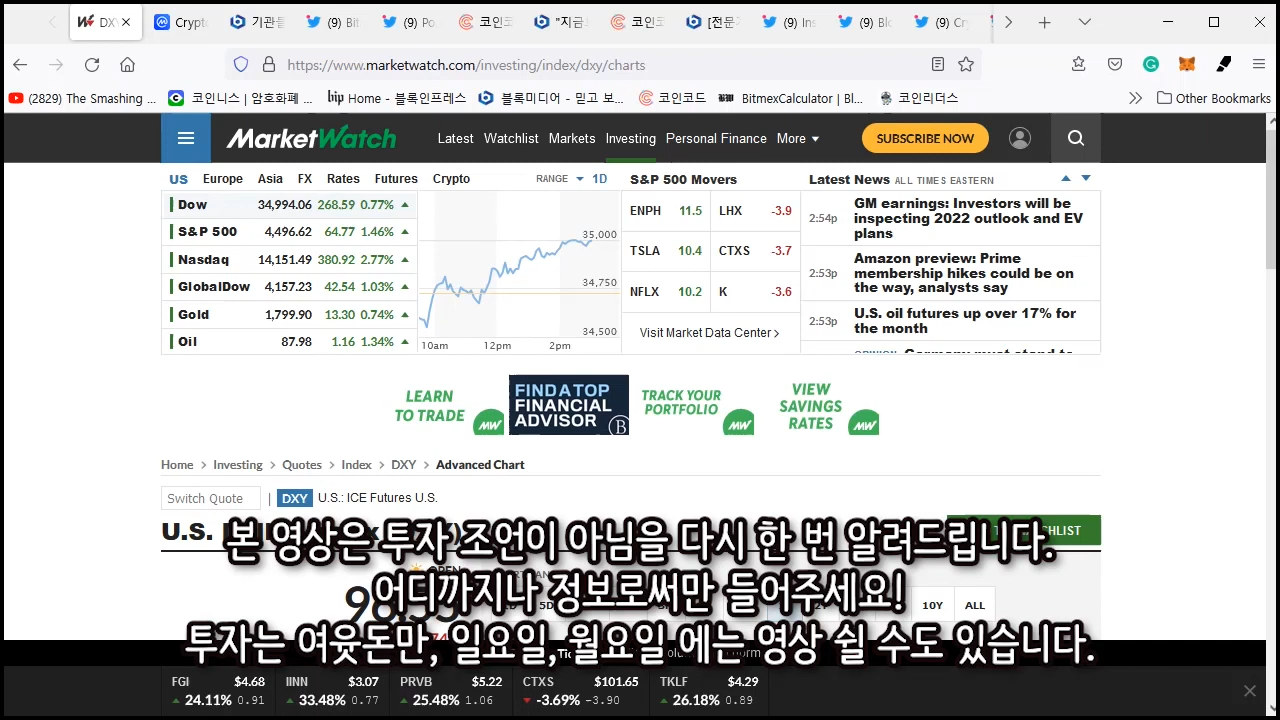 DXY
Crypto
기관들
(9) Bit
(9) Po
코인코
"지금
코인코
[전문가
(9) Ins
(9) Blo
(9) Cry
https://www.marketwatch.com/investing/index/dxy/charts
(2829) The Smashing ...
코인니스 | 암호화폐 ...
bip Home - 블록인프레스
블록미디어 - 믿고 보...
코인코드
BitmexCalculator | Bl...
코인리더스
Other Bookmarks
MarketWatch
Latest Watchlist Markets Investing Personal Finance More
SUBSCRIBE NOW
US Europe Asia FX Rates Futures Crypto
RANGE 1D
Dow 34,994.06 268.59 0.77%
S&P 500 4,496.62 64.77 1.46%
Nasdaq 14,151.49 380.92 2.77%
GlobalDow 4,157.23 42.54 1.03%
Gold 1,799.90 13.30 0.74%
Oil 87.98 1.16 1.34%
35,000
34,750
34,500
10am 12pm 2pm
S&P 500 Movers
ENPH 11.5 LHX -3.9
TSLA 10.4 CTXS -3.7
NFLX 10.2 K -3.6
Visit Market Data Center
Latest News ALL TIMES EASTERN
2:54p
GM earnings: Investors will be
inspecting 2022 outlook and EV
plans
2:53p
Amazon preview: Prime
membership hikes could be on
the way, analysts say
2:53p
U.S. oil futures up over 17% for
the month
LEARN
TO TRADE
MW
FIND A TOP
FINANCIAL
ADVISOR
B
TRACK YOUR
PORTFOLIO
MW
VIEW
SAVINGS
RATES
MW
Home > Investing > Quotes > Index > DXY > Advanced Chart
Switch Quote | DXY U.S.: ICE Futures U.S.
본 영상은 투자 조언이 아님을 다시 한 번 알려드립니다.
어디까지나 정보로써만 들어주세요!
10Y ALL
투자는 여윳돈만, 일요일, 월요일 에는 영상 쉴 수도 있습니다.
FGI $4.68
24.11% 0.91
INN $3.07
33.48% 0.77
PRVB $5.22
25.48% 1.06
CTXS $101.65
-3.69% -3.90
TKLF $4.29
26.18% 0.89